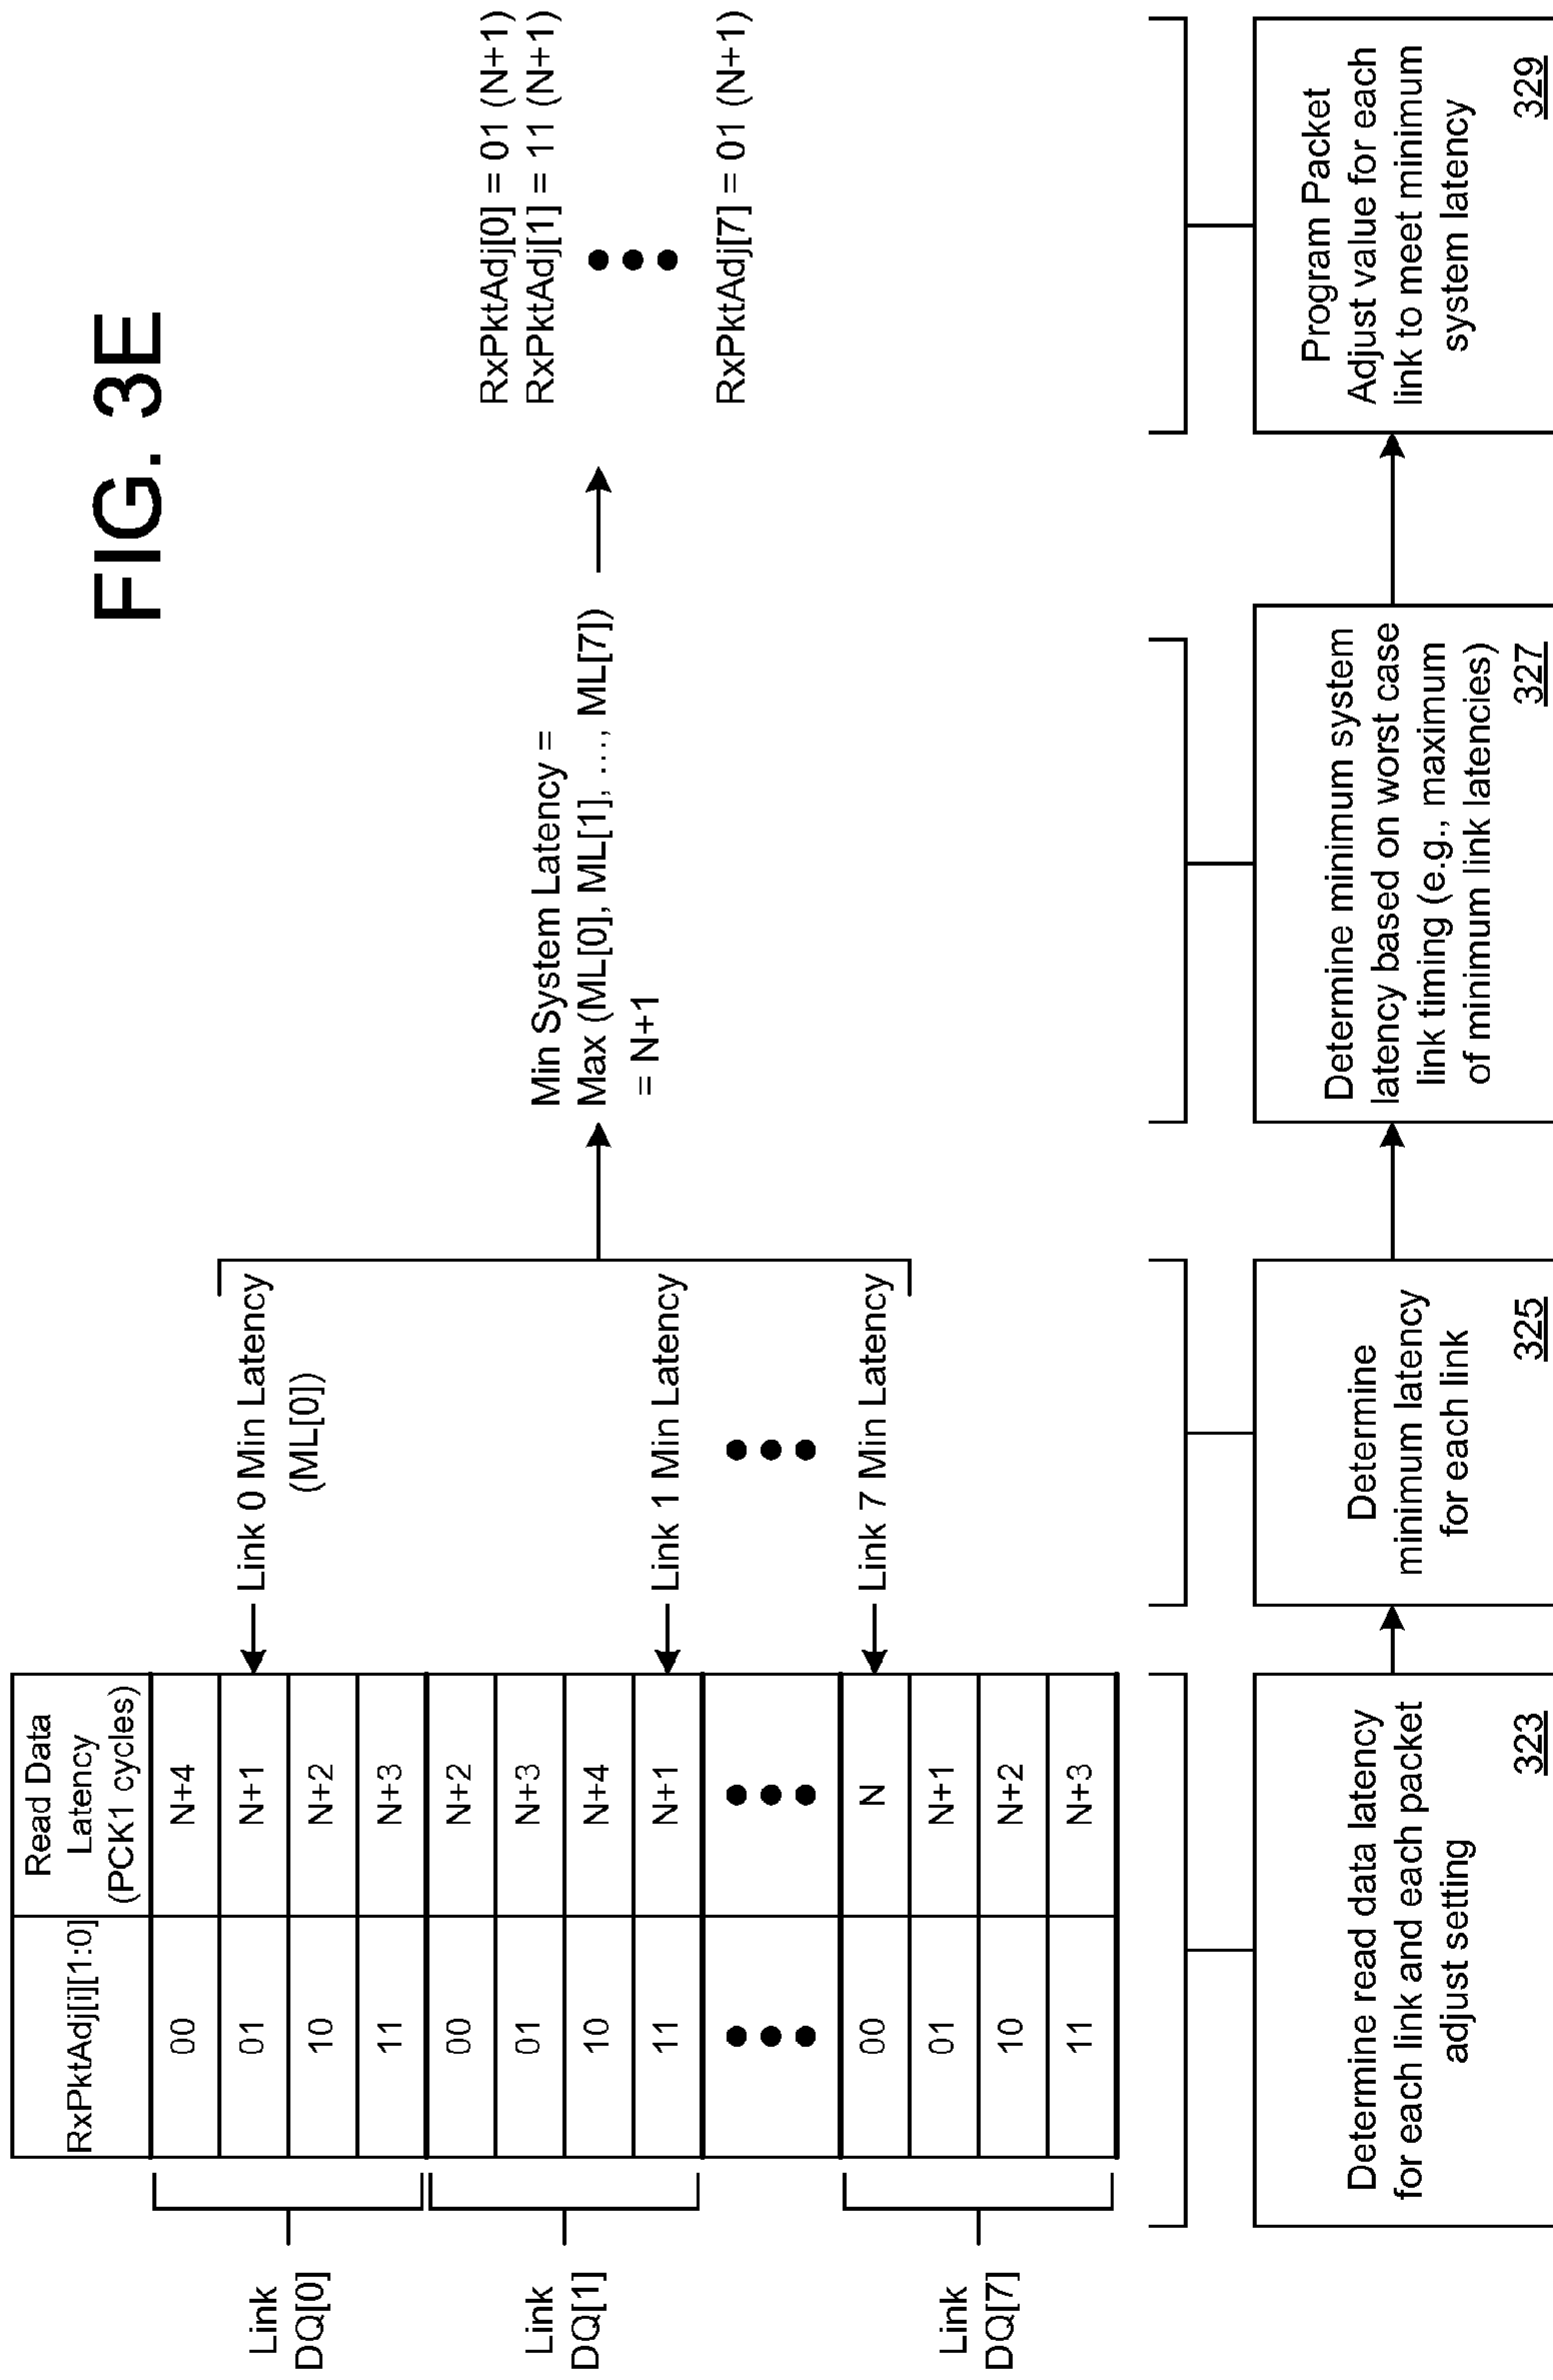 FIG. 3E
RxPktAdj[i][1:0]
Read Data
Latency
(PCK1 cycles)
Link
DQ[0]
00
N+4
01
N+1
10
N+2
11
N+3
Link
DQ[1]
00
N+2
01
N+3
10
N+4
11
N+1
Link
DQ[7]
00
N
01
N+1
10
N+2
11
N+3
Link 0 Min Latency
(ML[0])
Link 1 Min Latency
Link 7 Min Latency
Min System Latency =
Max (ML[0], ML[1], ..., ML[7])
= N+1
RxPktAdj[0] = 01 (N+1)
RxPktAdj[1] = 11 (N+1)
RxPktAdj[7] = 01 (N+1)
Determine read data latency
for each link and each packet
adjust setting
323
Determine
minimum latency
for each link
325
Determine minimum system
latency based on worst case
link timing (e.g., maximum
of minimum link latencies)
327
Program Packet
Adjust value for each
link to meet minimum
system latency
329